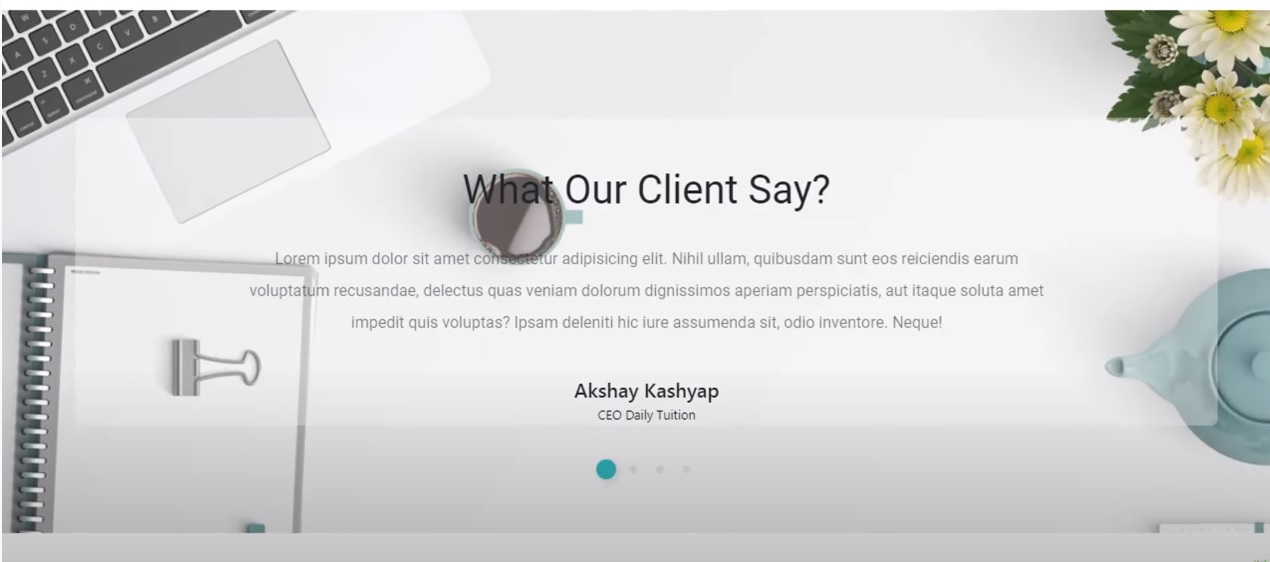 What Our Client Say?
Lorem ipsum dolor sit amet consectetur adipisicing elit. Nihil ullam, quibusdam sunt eos reiciendis earum
voluptatum recusandae, delectus quas veniam dolorum dignissimos aperiam perspiciatis, aut itaque soluta amet
impedit quis voluptas? Ipsam deleniti hic iure assumenda sit, odio inventore. Neque!
Akshay Kashyap
CEO Daily Tuition